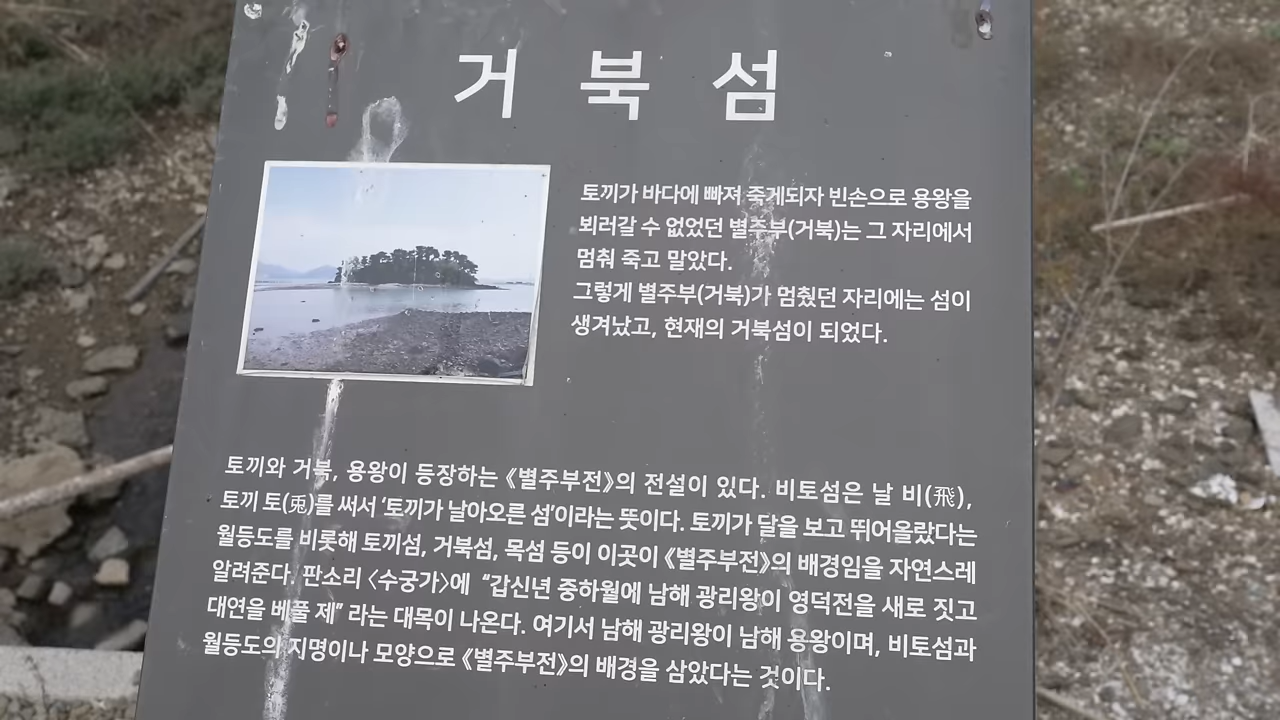 거북섬
토끼가 바다에 빠져 죽게되자 빈손으로 용왕을
뵈러갈 수 없었던 별주부(거북)는 그 자리에서
멈춰 죽고 말았다.
그렇게 별주부(거북)가 멈췄던 자리에는 섬이
생겨났고, 현재의 거북섬이 되었다.
토끼와 거북, 용왕이 등장하는 《별주부전》의 전설이 있다. 비토섬은 날 비(飛),
토끼 토(兎)를 써서 ‘토끼가 날아오른 섬’이라는 뜻이다. 토끼가 달을 보고 뛰어올랐다는
월등도를 비롯해 토끼섬, 거북섬, 목섬 등이 이곳이 《별주부전》의 배경임을 자연스레
알려준다. 판소리 〈수궁가〉에 “갑신년 중하월에 남해 광리왕이 영덕전을 새로 짓고
대연을 베풀 제” 라는 대목이 나온다. 여기서 남해 광리왕이 남해 용왕이며, 비토섬과
월등도의 지명이나 모양으로 《별주부전》의 배경을 삼았다는 것이다.